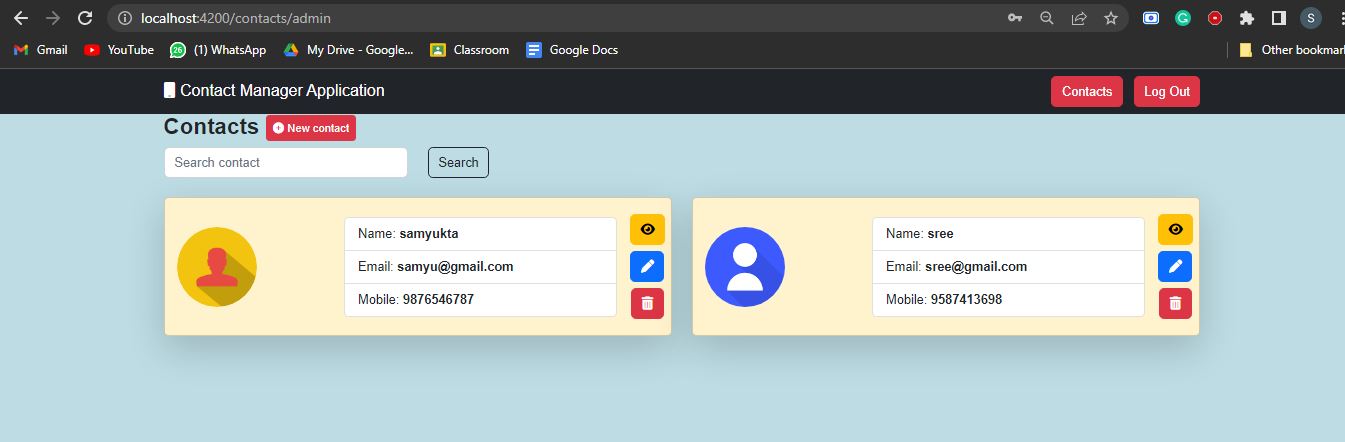 localhost:4200/contacts/admin
S
Gmail YouTube 26 (1) WhatsApp My Drive - Google... Classroom Google Docs Other bookmar
Contact Manager Application Contacts Log Out
Contacts New contact
Search contact Search
Name: samyukta
Email: samyu@gmail.com
Mobile: 9876546787
Name: sree
Email: sree@gmail.com
Mobile: 9587413698